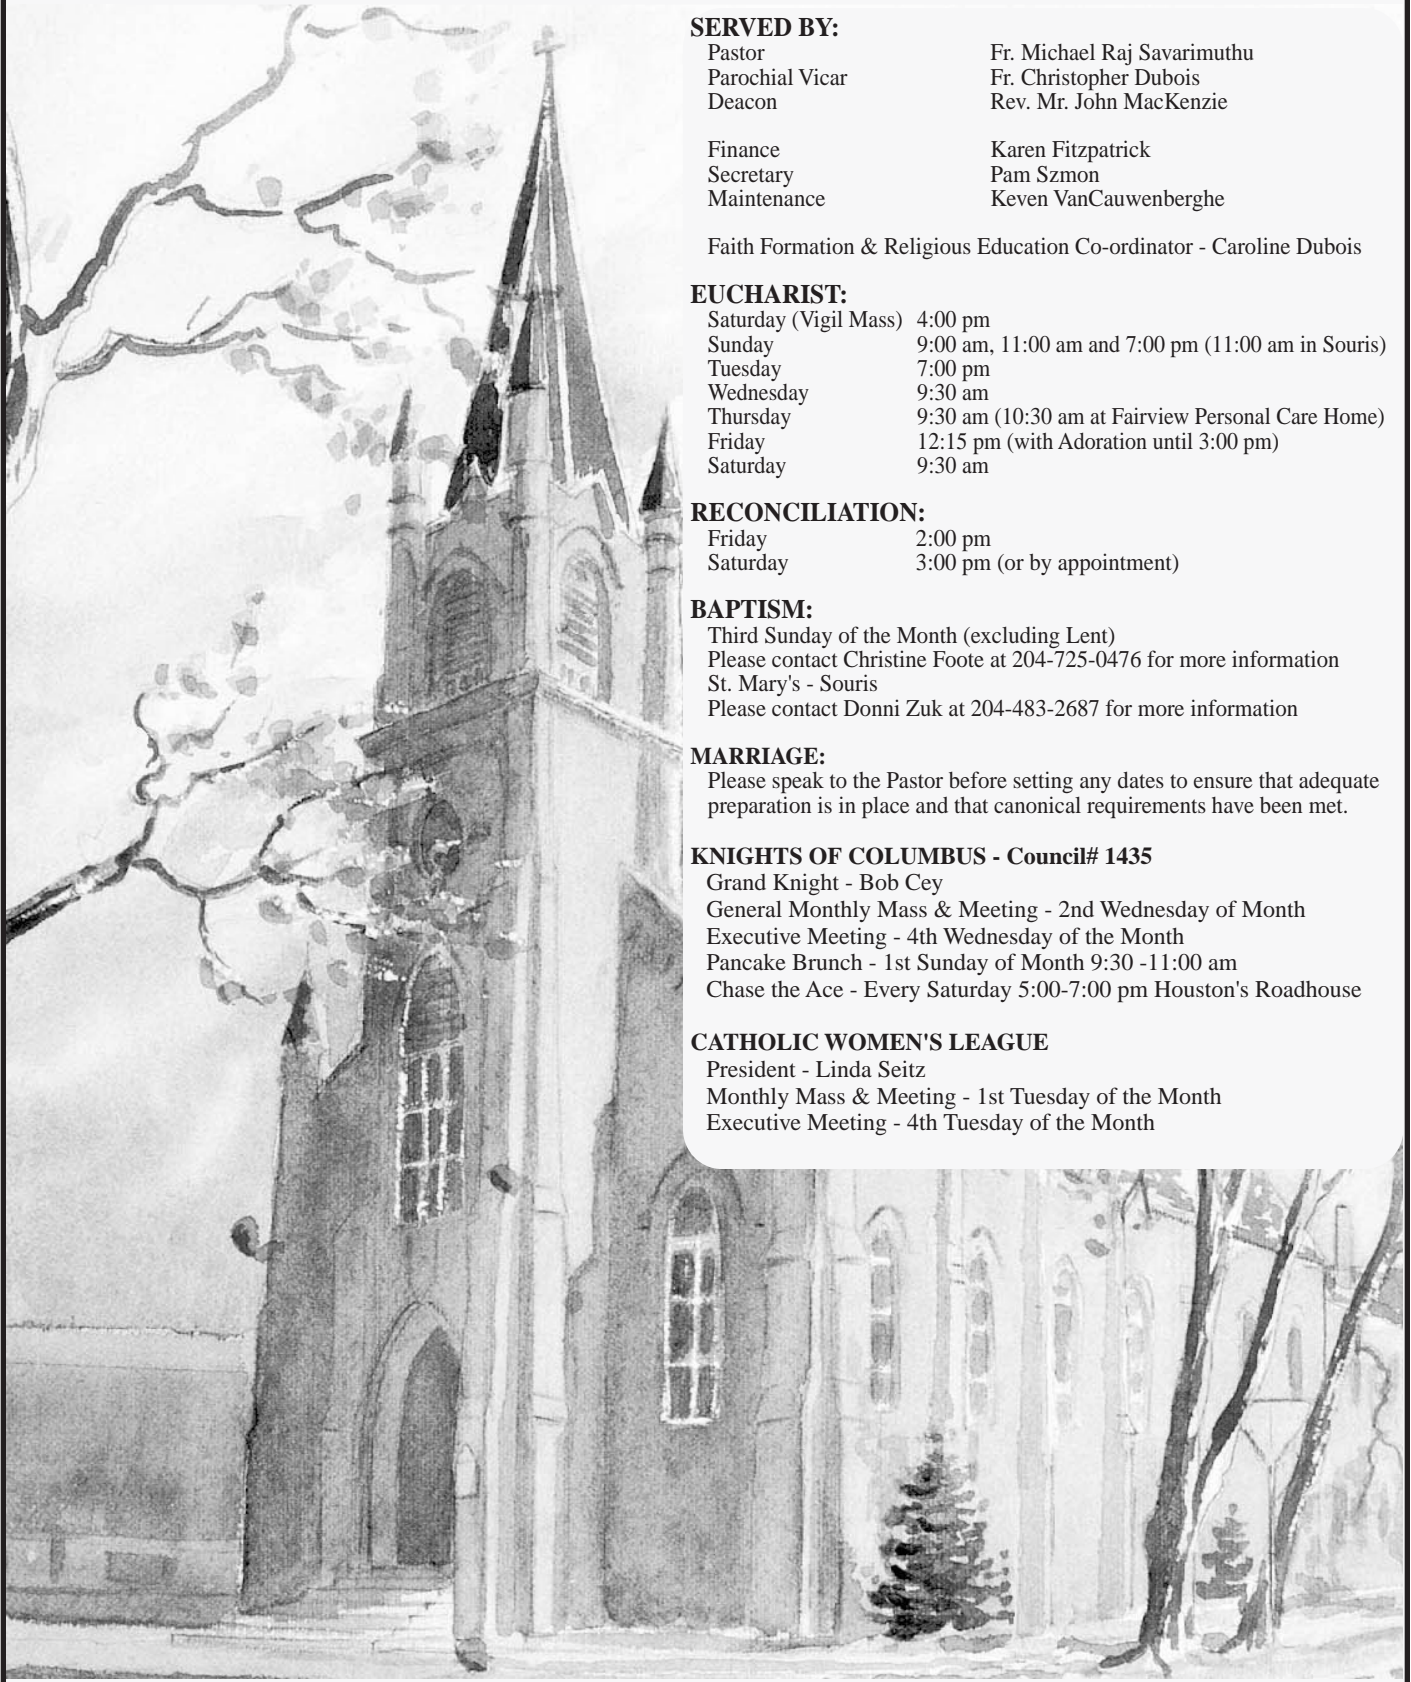 SERVED BY:
Pastor Fr. Michael Raj Savarimuthu
Parochial Vicar Fr. Christopher Dubois
Deacon Rev. Mr. John MacKenzie
Finance Karen Fitzpatrick
Secretary Pam Szmon
Maintenance Keven VanCauwenberghe
Faith Formation & Religious Education Co-ordinator - Caroline Dubois
EUCHARIST:
Saturday (Vigil Mass) 4:00 pm
Sunday 9:00 am, 11:00 am and 7:00 pm (11:00 am in Souris)
Tuesday 7:00 pm
Wednesday 9:30 am
Thursday 9:30 am (10:30 am at Fairview Personal Care Home)
Friday 12:15 pm (with Adoration until 3:00 pm)
Saturday 9:30 am
RECONCILIATION:
Friday 2:00 pm
Saturday 3:00 pm (or by appointment)
BAPTISM:
Third Sunday of the Month (excluding Lent)
Please contact Christine Foote at 204-725-0476 for more information
St. Mary's - Souris
Please contact Donni Zuk at 204-483-2687 for more information
MARRIAGE:
Please speak to the Pastor before setting any dates to ensure that adequate
preparation is in place and that canonical requirements have been met.
KNIGHTS OF COLUMBUS - Council# 1435
Grand Knight - Bob Cey
General Monthly Mass & Meeting - 2nd Wednesday of Month
Executive Meeting - 4th Wednesday of the Month
Pancake Brunch - 1st Sunday of Month 9:30 -11:00 am
Chase the Ace - Every Saturday 5:00-7:00 pm Houston's Roadhouse
CATHOLIC WOMEN'S LEAGUE
President - Linda Seitz
Monthly Mass & Meeting - 1st Tuesday of the Month
Executive Meeting - 4th Tuesday of the Month